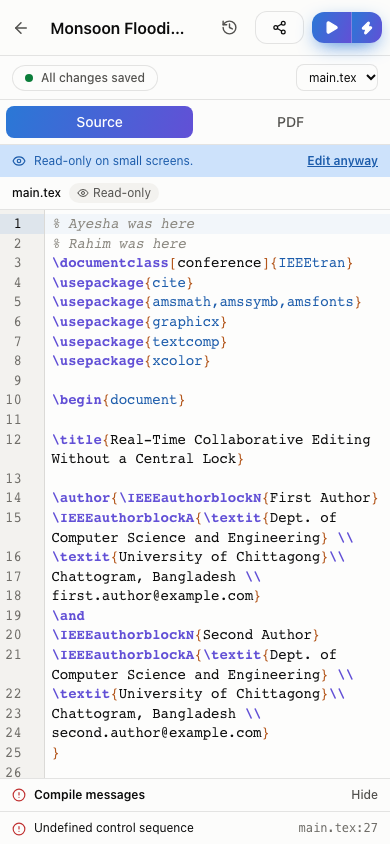 Monsoon Floodi...
All changes saved
main.tex
Source
PDF
Read-only on small screens.
Edit anyway
main.tex
Read-only
1 % Ayesha was here
2 % Rahim was here
3 \documentclass[conference]{IEEEtran}
4 \usepackage{cite}
5 \usepackage{amsmath,amssymb,amsfonts}
6 \usepackage{graphicx}
7 \usepackage{textcomp}
8 \usepackage{xcolor}
9
10 \begin{document}
11
12 \title{Real-Time Collaborative Editing
Without a Central Lock}
13
14 \author{\IEEEauthorblockN{First Author}
15 \IEEEauthorblockA{\textit{Dept. of
Computer Science and Engineering} \\
16 \textit{University of Chittagong}\\
17 Chattogram, Bangladesh \\
18 first.author@example.com}
19 \and
20 \IEEEauthorblockN{Second Author}
21 \IEEEauthorblockA{\textit{Dept. of
Computer Science and Engineering} \\
22 \textit{University of Chittagong}\\
23 Chattogram, Bangladesh \\
24 second.author@example.com}
25 }
26
Compile messages
Hide
Undefined control sequence
main.tex:27